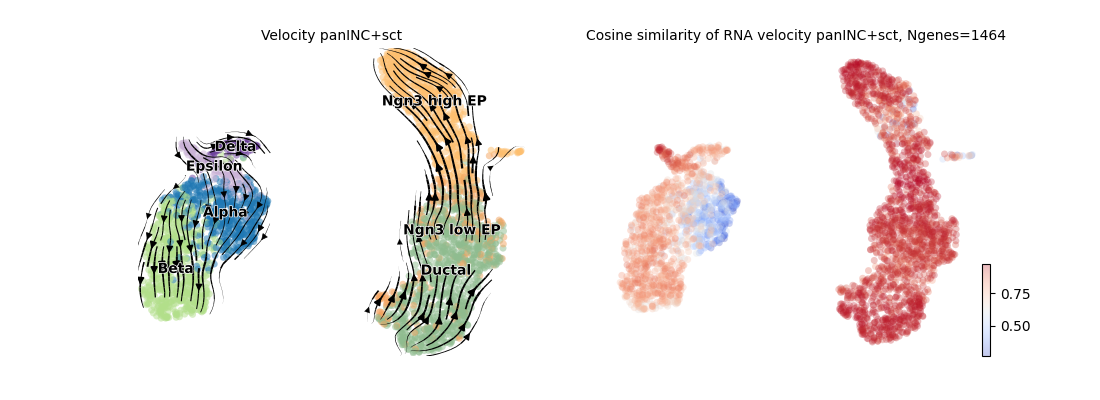 Velocity panINC+sct
Cosine similarity of RNA velocity panINC+sct, Ngenes=1464
Ngn3 high EP
Delta
Epsilon
Alpha
Ngn3 low EP
Beta
Ductal
0.75
0.50